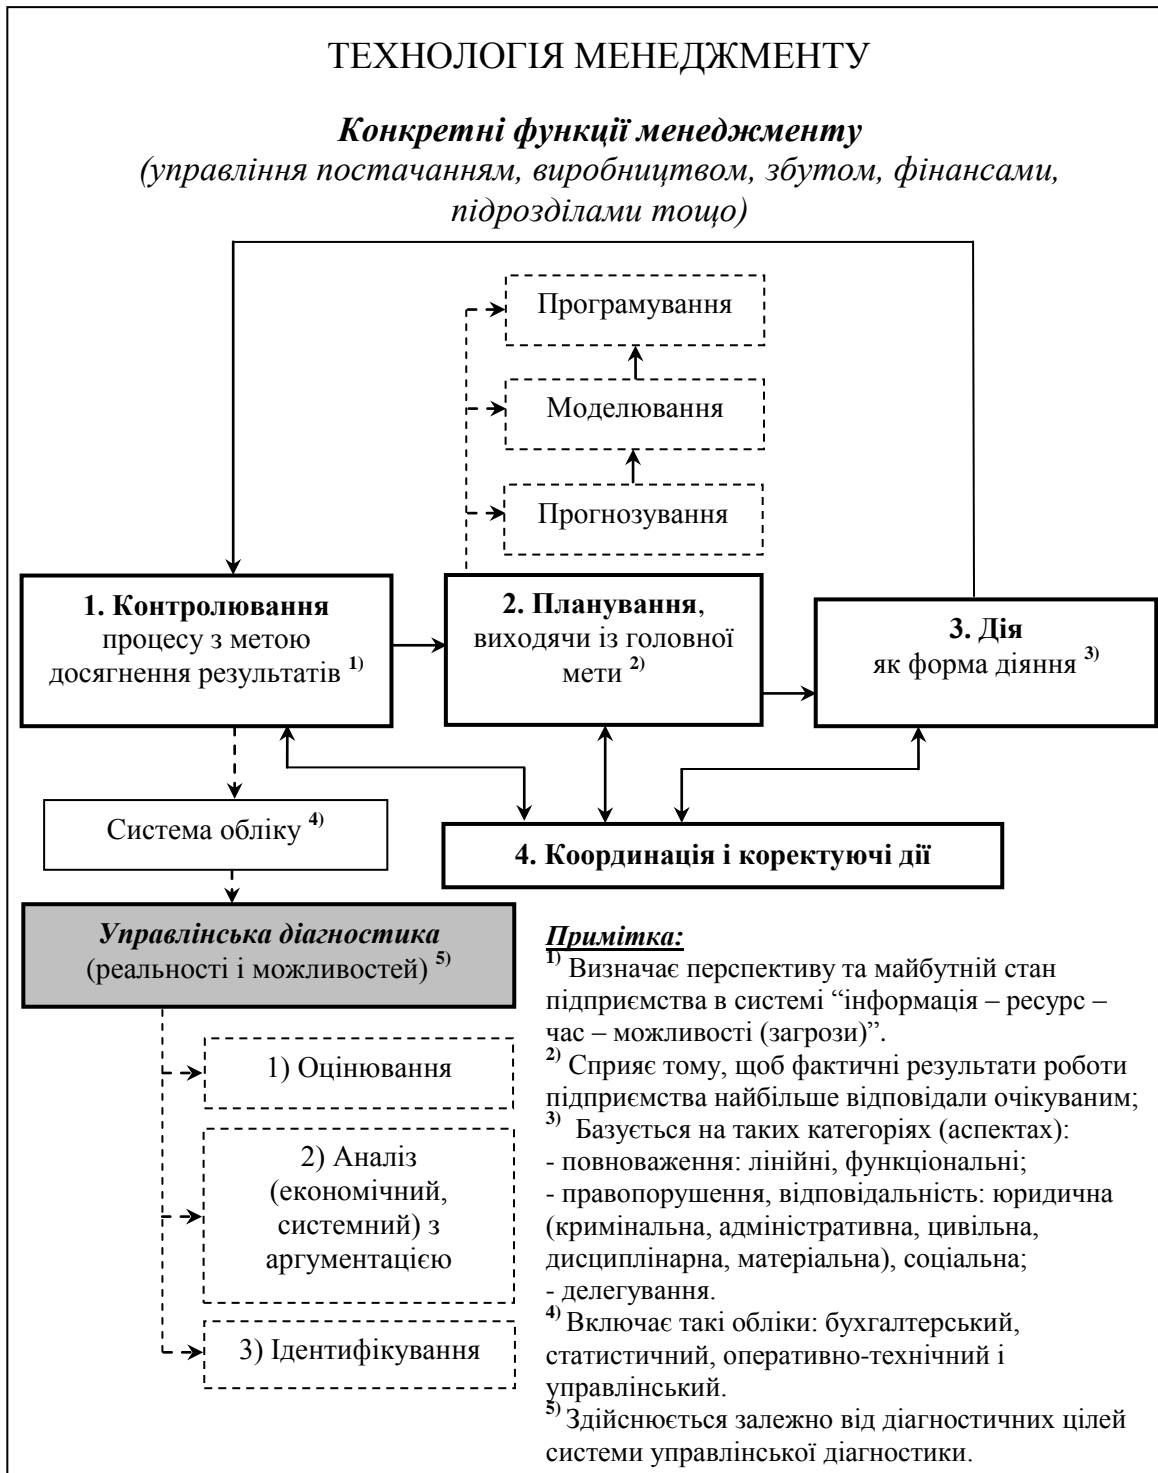 ТЕХНОЛОГІЯ МЕНЕДЖМЕНТУ
Конкретні функції менеджменту
(управління постачанням, виробництвом, збутом, фінансами,
підрозділами тощо)
Програмування
Моделювання
Прогнозування
1. Контролювання
процесу з метою
досягнення результатів 1)
2. Планування,
виходячи із головної
мети 2)
3. Дія
як форма діяння 3)
Система обліку 4)
4. Координація і коректуючі дії
Управлінська діагностика
(реальності і можливостей) 5)
1) Оцінювання
2) Аналіз
(економічний,
системний) з
аргументацією
3) Ідентифікування
Примітка:
1) Визначає перспективу та майбутній стан
підприємства в системі “інформація – ресурс –
час – можливості (загрози)”.
2) Сприяє тому, щоб фактичні результати роботи
підприємства найбільше відповідали очікуваним;
3) Базується на таких категоріях (аспектах):
- повноваження: лінійні, функціональні;
- правопорушення, відповідальність: юридична
(кримінальна, адміністративна, цивільна,
дисциплінарна, матеріальна), соціальна;
- делегування.
4) Включає такі обліки: бухгалтерський,
статистичний, оперативно-технічний і
управлінський.
5) Здійснюється залежно від діагностичних цілей
системи управлінської діагностики.